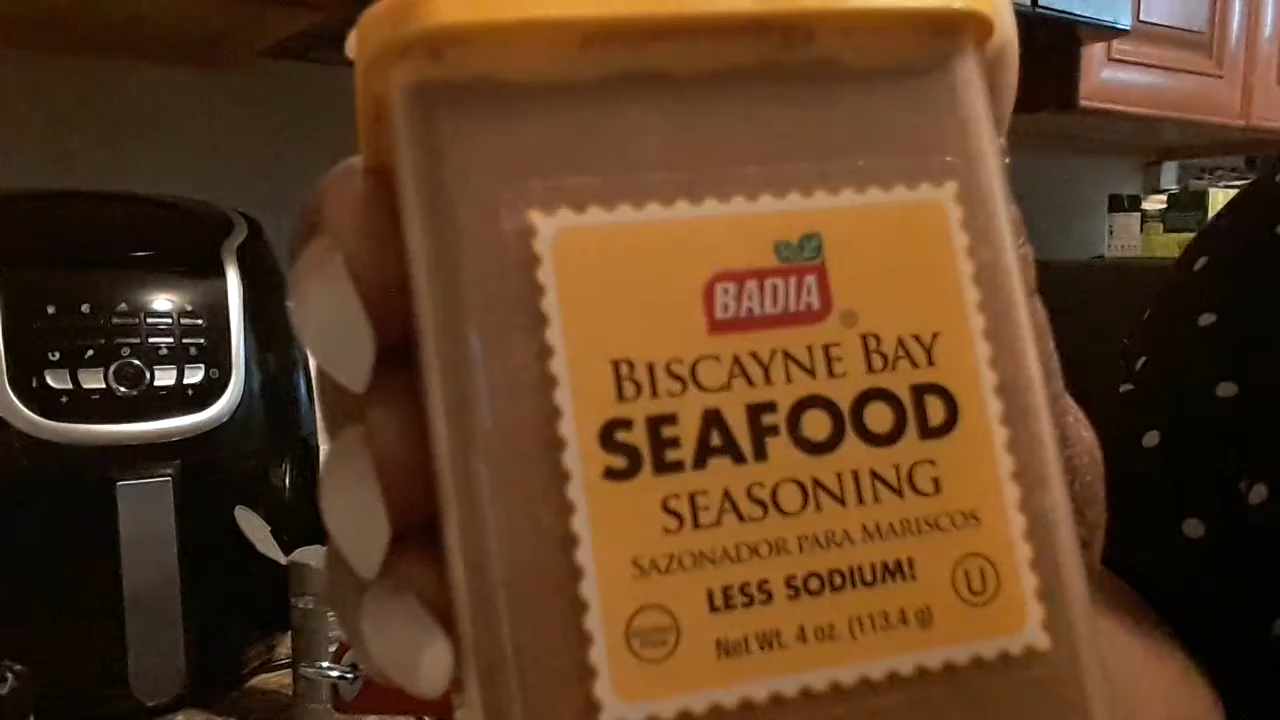 BADIA
BISCAYNE BAY
SEAFOOD
SEASONING
SAZONADOR PARA MARISCOS
LESS SODIUM!
U
Net Wt. 4 oz. (113.4 g)